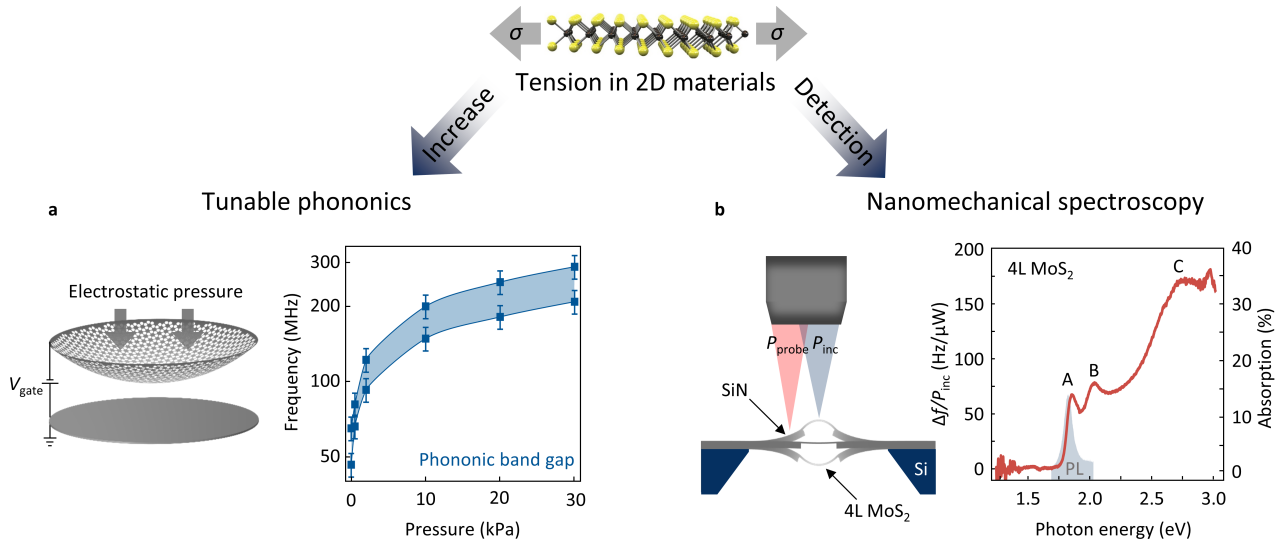 σ
σ
Tension in 2D materials
Increase
Detection
Tunable phononics
Nanomechanical spectroscopy
a
Electrostatic pressure
V_gate
Frequency (MHz)
300
200
100
50
Phononic band gap
0
10
20
30
Pressure (kPa)
b
P_probe
P_inc
SiN
Si
4L MoS₂
Δf/P_inc (Hz/μW)
200
150
100
50
0
4L MoS₂
A
B
C
PL
40
30
20
10
0
Absorption (%)
1.5
2.0
2.5
3.0
Photon energy (eV)